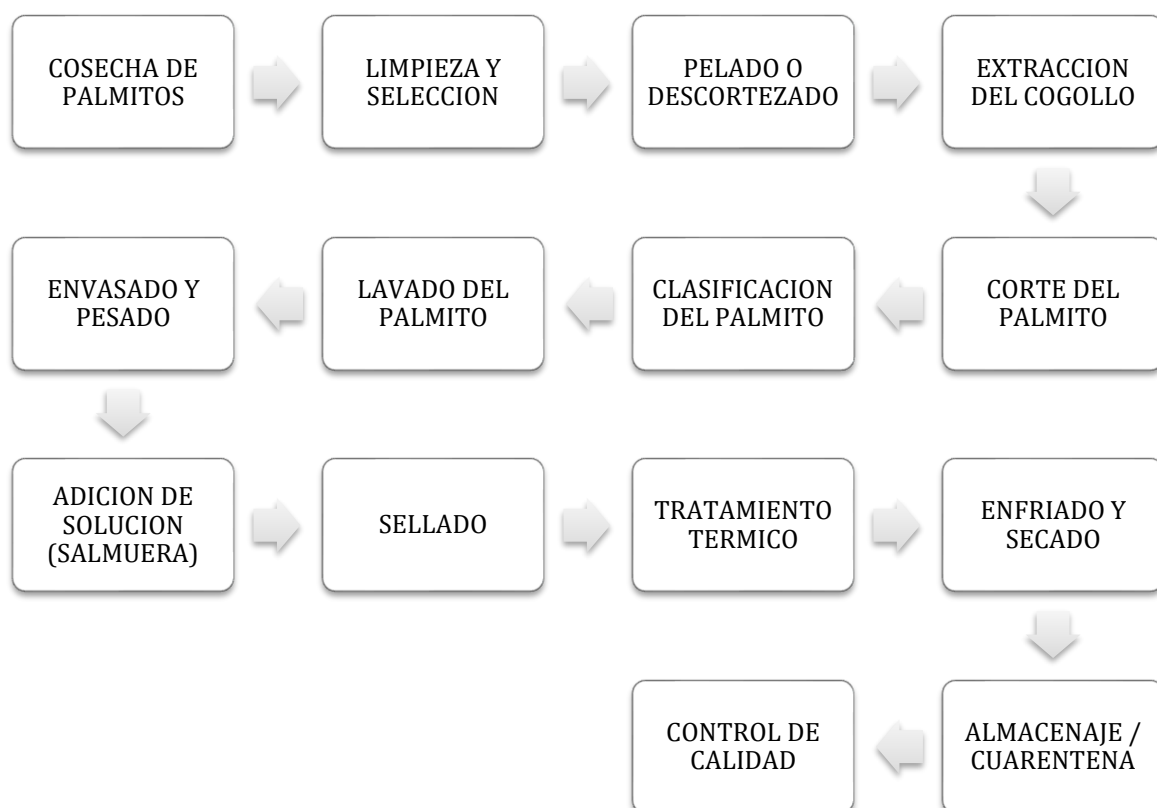 COSECHA DE
PALMITOS
LIMPIEZA Y
SELECCION
PELADO O
DESCORTEZADO
EXTRACCION
DEL COGOLLO
CORTE DEL
PALMITO
CLASIFICACION
DEL PALMITO
LAVADO DEL
PALMITO
ENVASADO Y
PESADO
ADICION DE
SOLUCION
(SALMUERA)
SELLADO
TRATAMIENTO
TERMICO
ENFRIADO Y
SECADO
ALMACENAJE /
CUARENTENA
CONTROL DE
CALIDAD